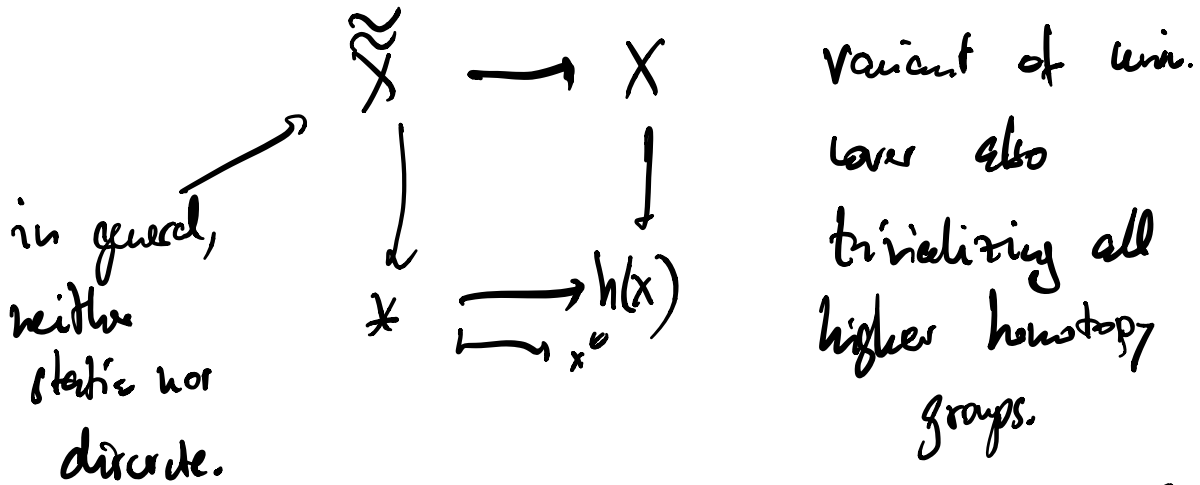 X̃̃ → X
variant of univ.
cover also
trivializing all
higher homotopy
groups.
in general,
neither
static nor
discrete.
* → h(X)
↦ x₀